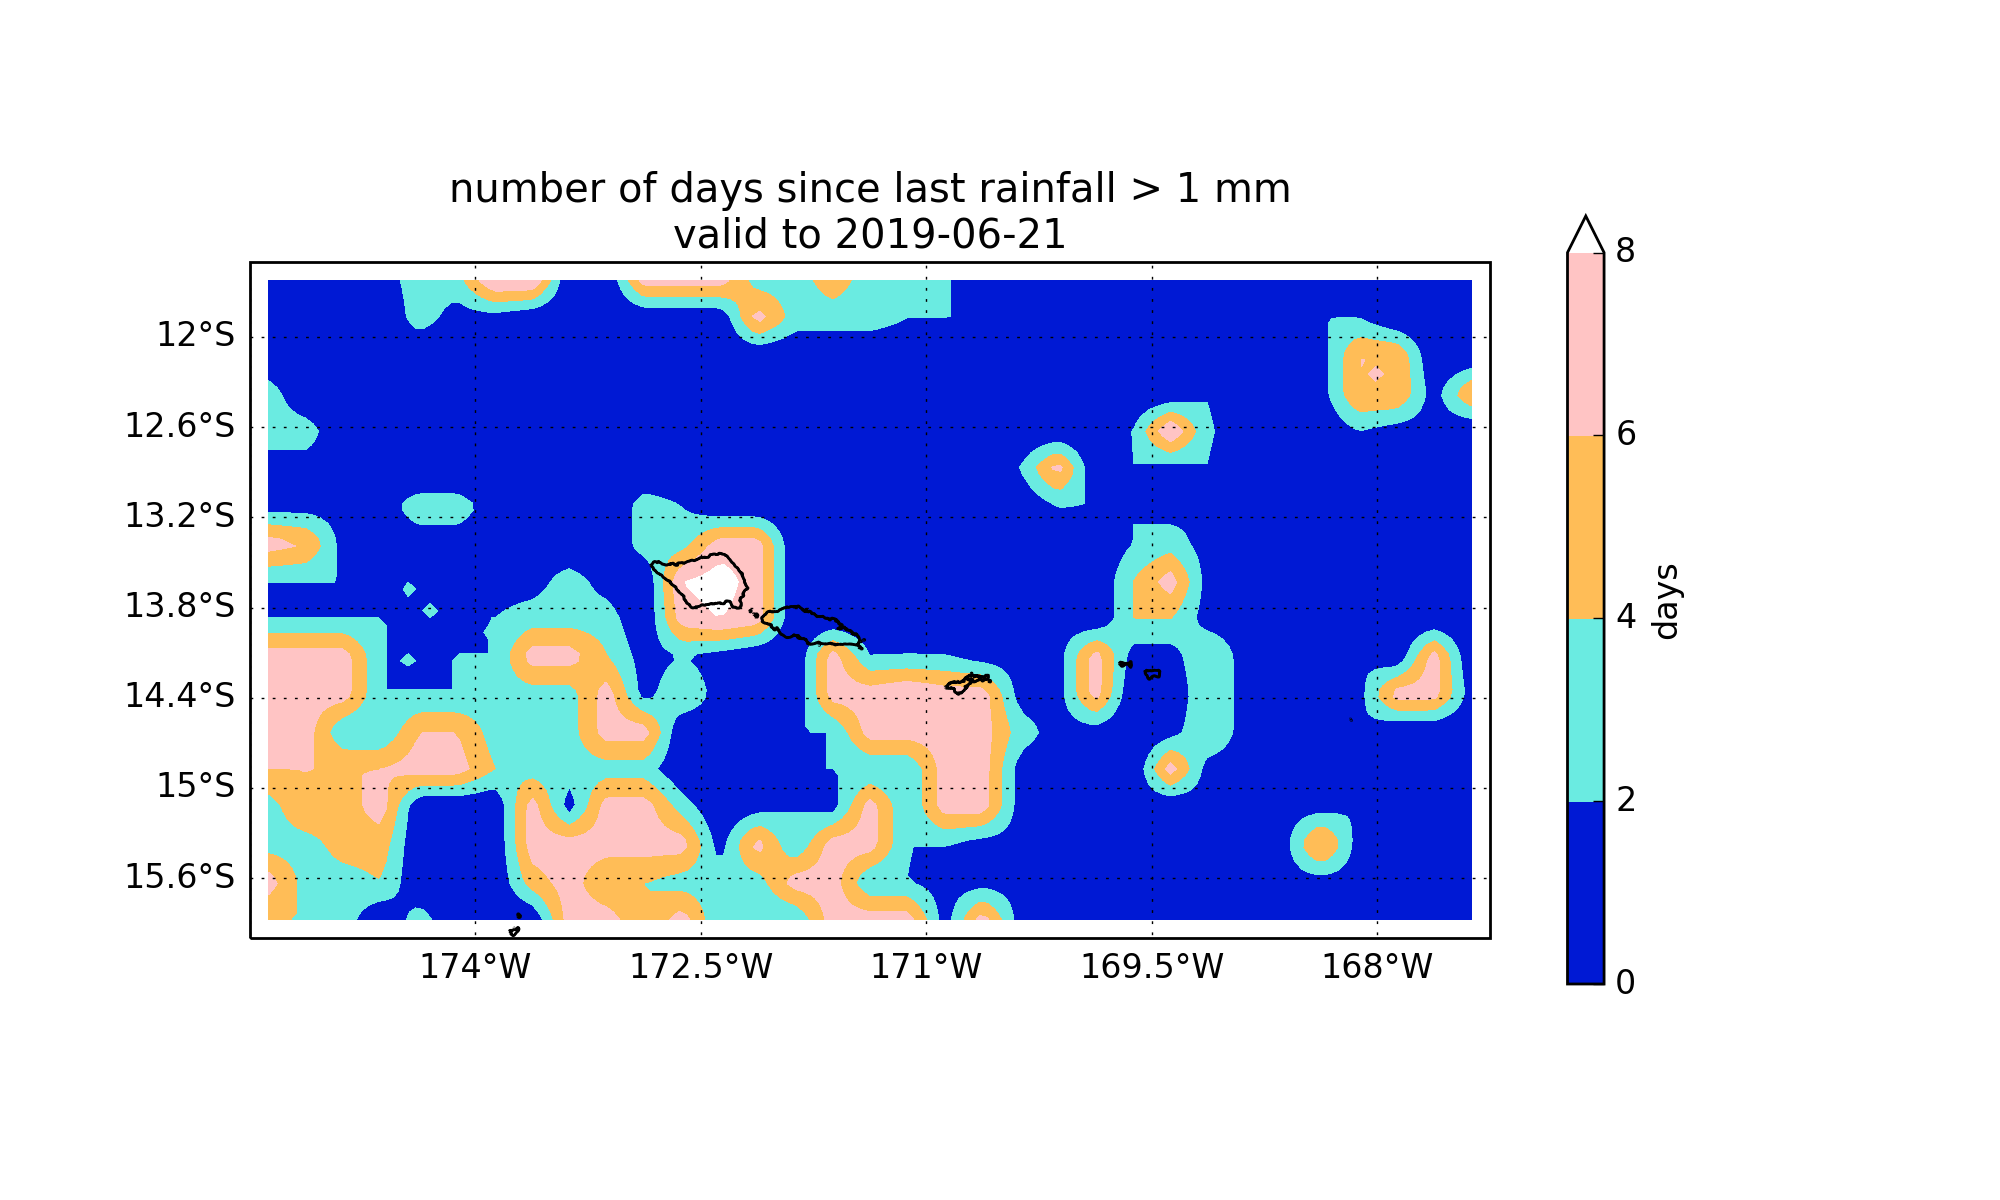 number of days since last rainfall > 1 mm
valid to 2019-06-21
12°S
12.6°S
13.2°S
13.8°S
14.4°S
15°S
15.6°S
174°W
172.5°W
171°W
169.5°W
168°W
8
6
4
2
0
days